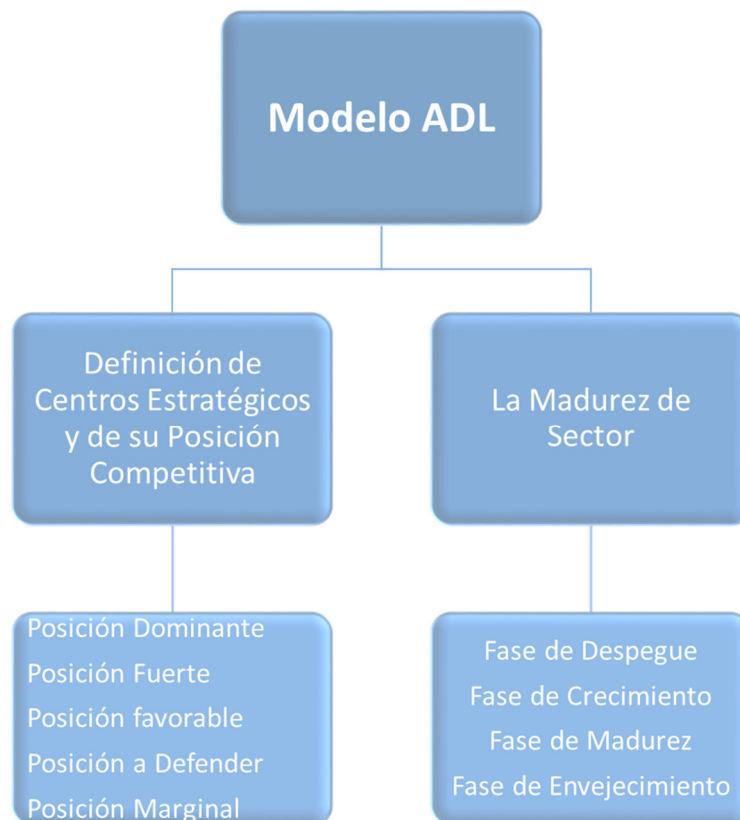 Modelo ADL
Definición de
Centros Estratégicos
y de su Posición
Competitiva
La Madurez de
Sector
Posición Dominante
Posición Fuerte
Posición favorable
Posición a Defender
Posición Marginal
Fase de Despegue
Fase de Crecimiento
Fase de Madurez
Fase de Envejecimiento